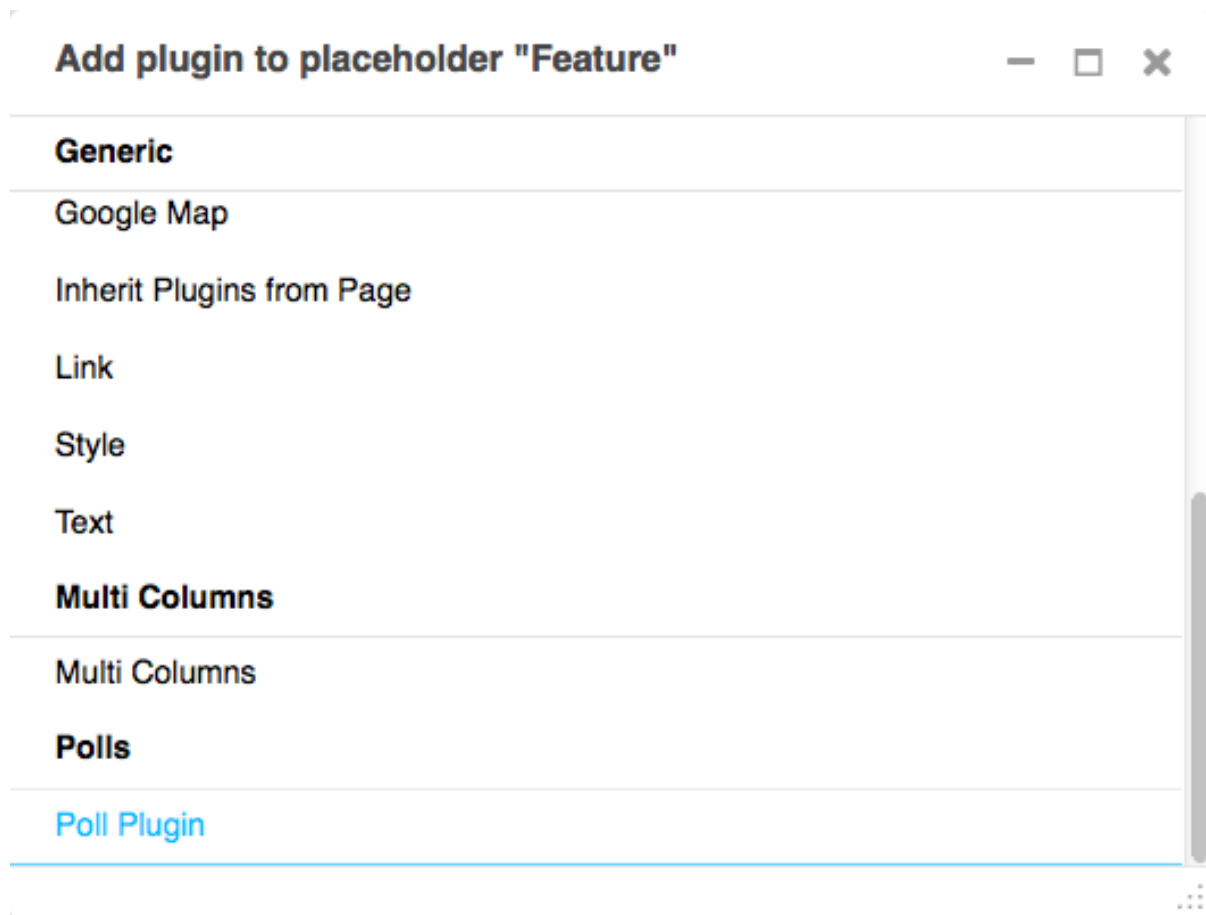 Add plugin to placeholder "Feature"
Generic
Google Map
Inherit Plugins from Page
Link
Style
Text
Multi Columns
Multi Columns
Polls
Poll Plugin